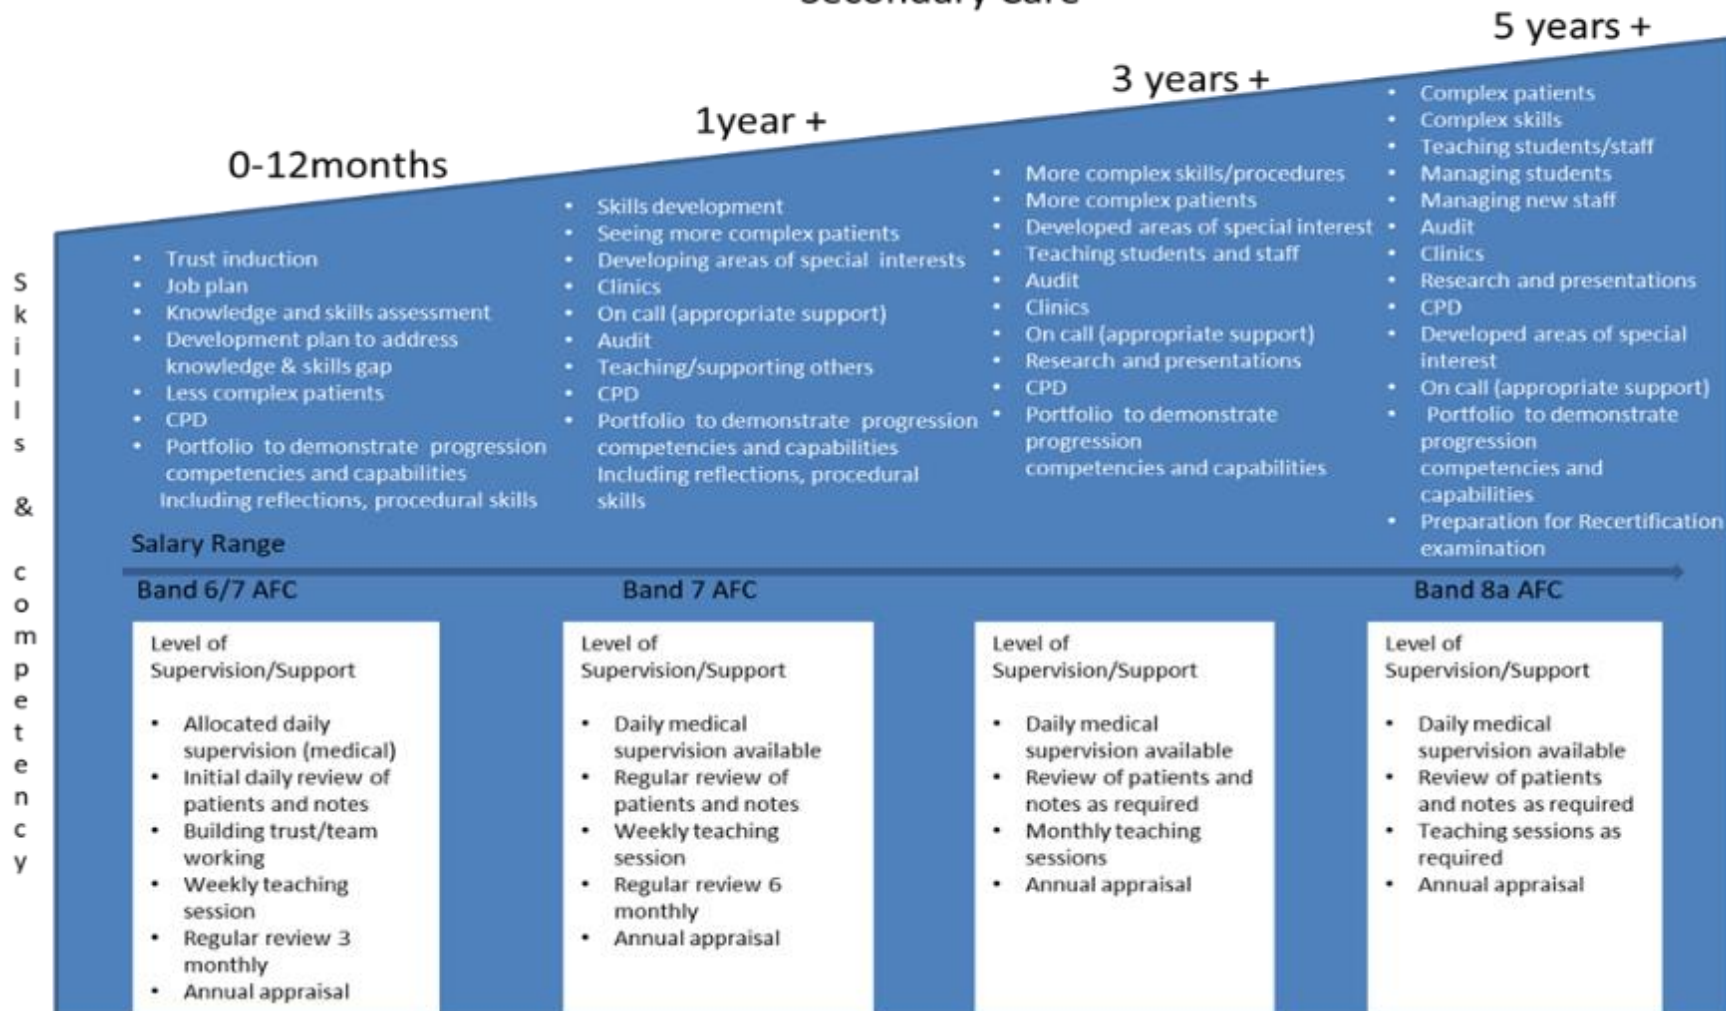 Secondary Care
5 years +
3 years +
1year +
0-12months
Skills & competency
• Trust induction
• Job plan
• Knowledge and skills assessment
• Development plan to address
knowledge & skills gap
• Less complex patients
• CPD
• Portfolio to demonstrate progression
competencies and capabilities
Including reflections, procedural skills
• Skills development
• Seeing more complex patients
• Developing areas of special interests
• Clinics
• On call (appropriate support)
• Audit
• Teaching/supporting others
• CPD
• Portfolio to demonstrate progression
competencies and capabilities
Including reflections, procedural
skills
• More complex skills/procedures
• More complex patients
• Developed areas of special interest
• Teaching students and staff
• Audit
• Clinics
• On call (appropriate support)
• Research and presentations
• CPD
• Portfolio to demonstrate
progression
competencies and capabilities
• Complex patients
• Complex skills
• Teaching students/staff
• Managing students
• Managing new staff
• Audit
• Clinics
• Research and presentations
• CPD
• Developed areas of special
interest
• On call (appropriate support)
• Portfolio to demonstrate
progression
competencies and
capabilities
• Preparation for Recertification
examination
Salary Range
Band 6/7 AFC
Band 7 AFC
Band 8a AFC
Level of
Supervision/Support
• Allocated daily
supervision (medical)
• Initial daily review of
patients and notes
• Building trust/team
working
• Weekly teaching
session
• Regular review 3
monthly
• Annual appraisal
Level of
Supervision/Support
• Daily medical
supervision available
• Regular review of
patients and notes
• Weekly teaching
session
• Regular review 6
monthly
• Annual appraisal
Level of
Supervision/Support
• Daily medical
supervision available
• Review of patients and
notes as required
• Monthly teaching
sessions
• Annual appraisal
Level of
Supervision/Support
• Daily medical
supervision available
• Review of patients
and notes as required
• Teaching sessions as
required
• Annual appraisal